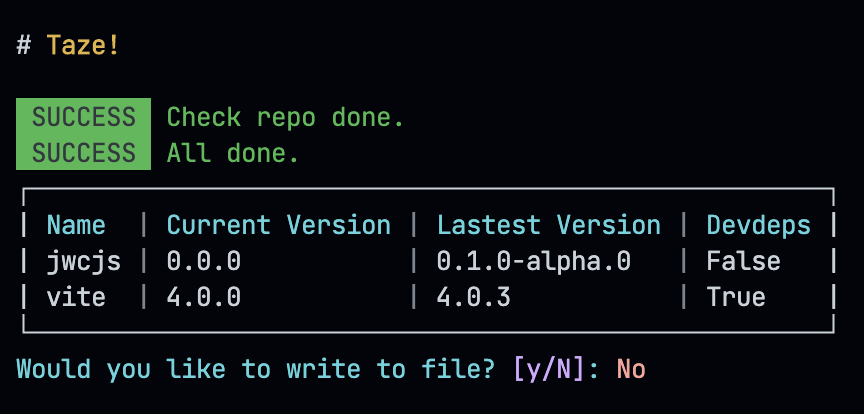 # Taze!
SUCCESS Check repo done.
SUCCESS All done.
| Name | Current Version | Lastest Version | Devdeps |
| jwcjs | 0.0.0 | 0.1.0-alpha.0 | False |
| vite | 4.0.0 | 4.0.3 | True |
Would you like to write to file? [y/N]: No